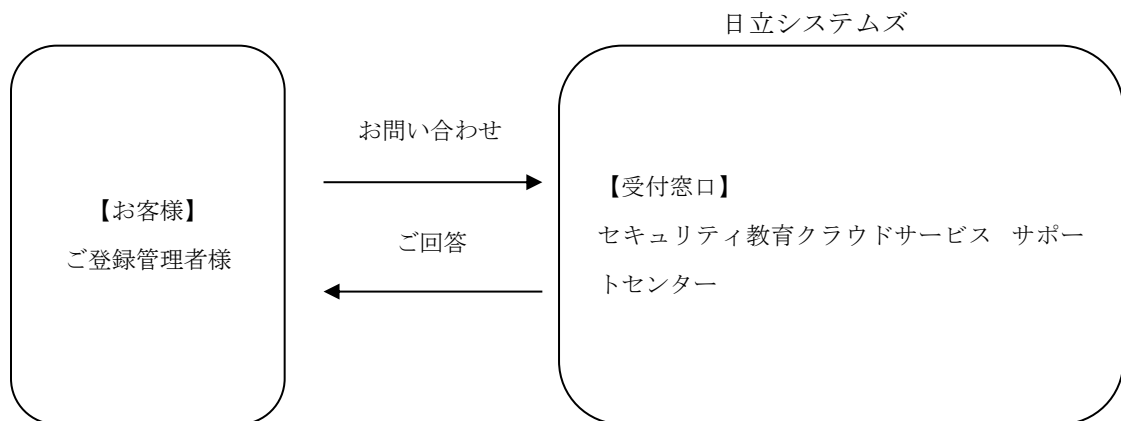 日立システムズ
お問い合わせ
【お客様】
ご登録管理者様
ご回答
【受付窓口】
セキュリティ教育クラウドサービス サポー
トセンター